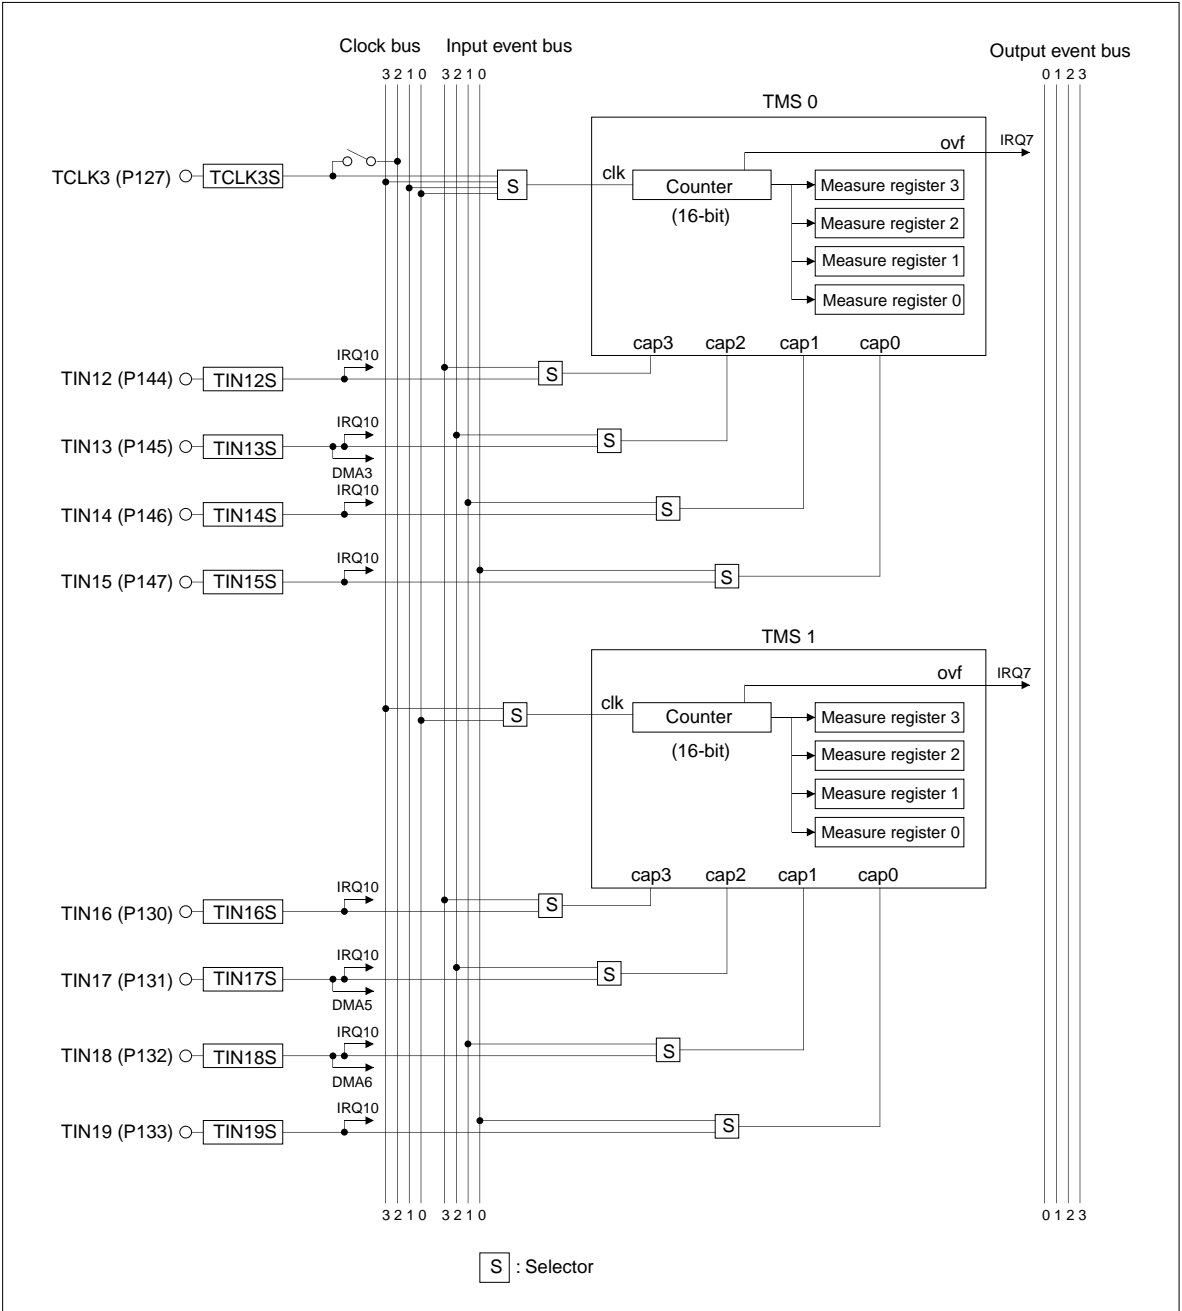 Clock bus
Input event bus
Output event bus
3 2 1 0
3 2 1 0
0 1 2 3
TMS 0
ovf
IRQ7
TCLK3 (P127)
TCLK3S
S
clk
Counter
(16-bit)
Measure register 3
Measure register 2
Measure register 1
Measure register 0
cap3
cap2
cap1
cap0
IRQ10
TIN12 (P144)
TIN12S
S
IRQ10
TIN13 (P145)
TIN13S
S
DMA3
IRQ10
TIN14 (P146)
TIN14S
S
IRQ10
TIN15 (P147)
TIN15S
S
TMS 1
ovf
IRQ7
S
clk
Counter
(16-bit)
Measure register 3
Measure register 2
Measure register 1
Measure register 0
cap3
cap2
cap1
cap0
IRQ10
TIN16 (P130)
TIN16S
S
IRQ10
TIN17 (P131)
TIN17S
S
DMA5
IRQ10
TIN18 (P132)
TIN18S
S
DMA6
IRQ10
TIN19 (P133)
TIN19S
S
3 2 1 0
3 2 1 0
0 1 2 3
S : Selector